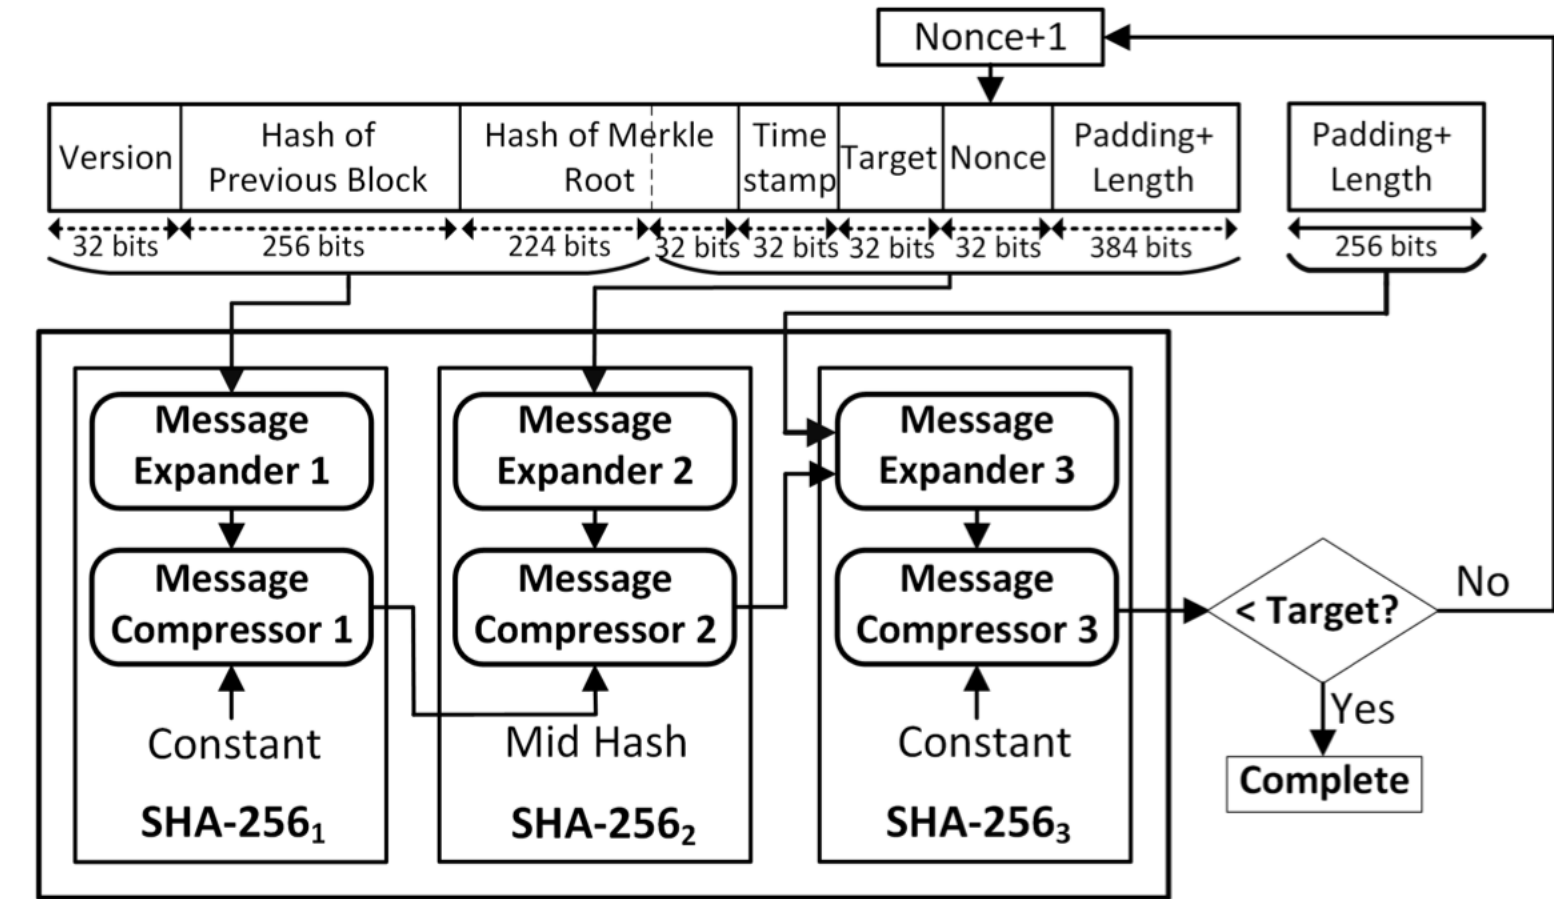 Nonce+1
Version
Hash of
Previous Block
Hash of Merkle
Root
Time
stamp
Target
Nonce
Padding+
Length
Padding+
Length
32 bits
256 bits
224 bits
32 bits
32 bits
32 bits
32 bits
384 bits
256 bits
Message
Expander 1
Message
Expander 2
Message
Expander 3
Message
Compressor 1
Message
Compressor 2
Message
Compressor 3
< Target?
No
Yes
Constant
Mid Hash
Constant
Complete
SHA-256₁
SHA-256₂
SHA-256₃